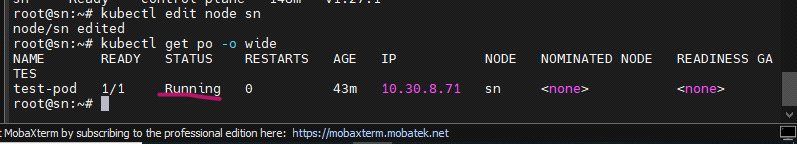 sn Ready control-plane 148m v1.27.1
root@sn:~# kubectl edit node sn
node/sn edited
root@sn:~# kubectl get po -o wide
NAME READY STATUS RESTARTS AGE IP NODE NOMINATED NODE READINESS GA
TES
test-pod 1/1 Running 0 43m 10.30.8.71 sn <none> <none>
root@sn:~#
t MobaXterm by subscribing to the professional edition here: https://mobaxterm.mobatek.net